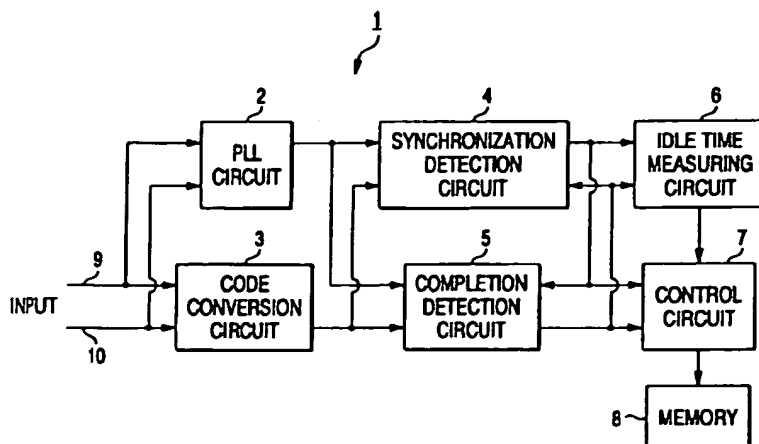 1
2
PLL
CIRCUIT
4
SYNCHRONIZATION
DETECTION
CIRCUIT
6
IDLE TIME
MEASURING
CIRCUIT
INPUT
9
10
3
CODE
CONVERSION
CIRCUIT
5
COMPLETION
DETECTION
CIRCUIT
7
CONTROL
CIRCUIT
8
MEMORY